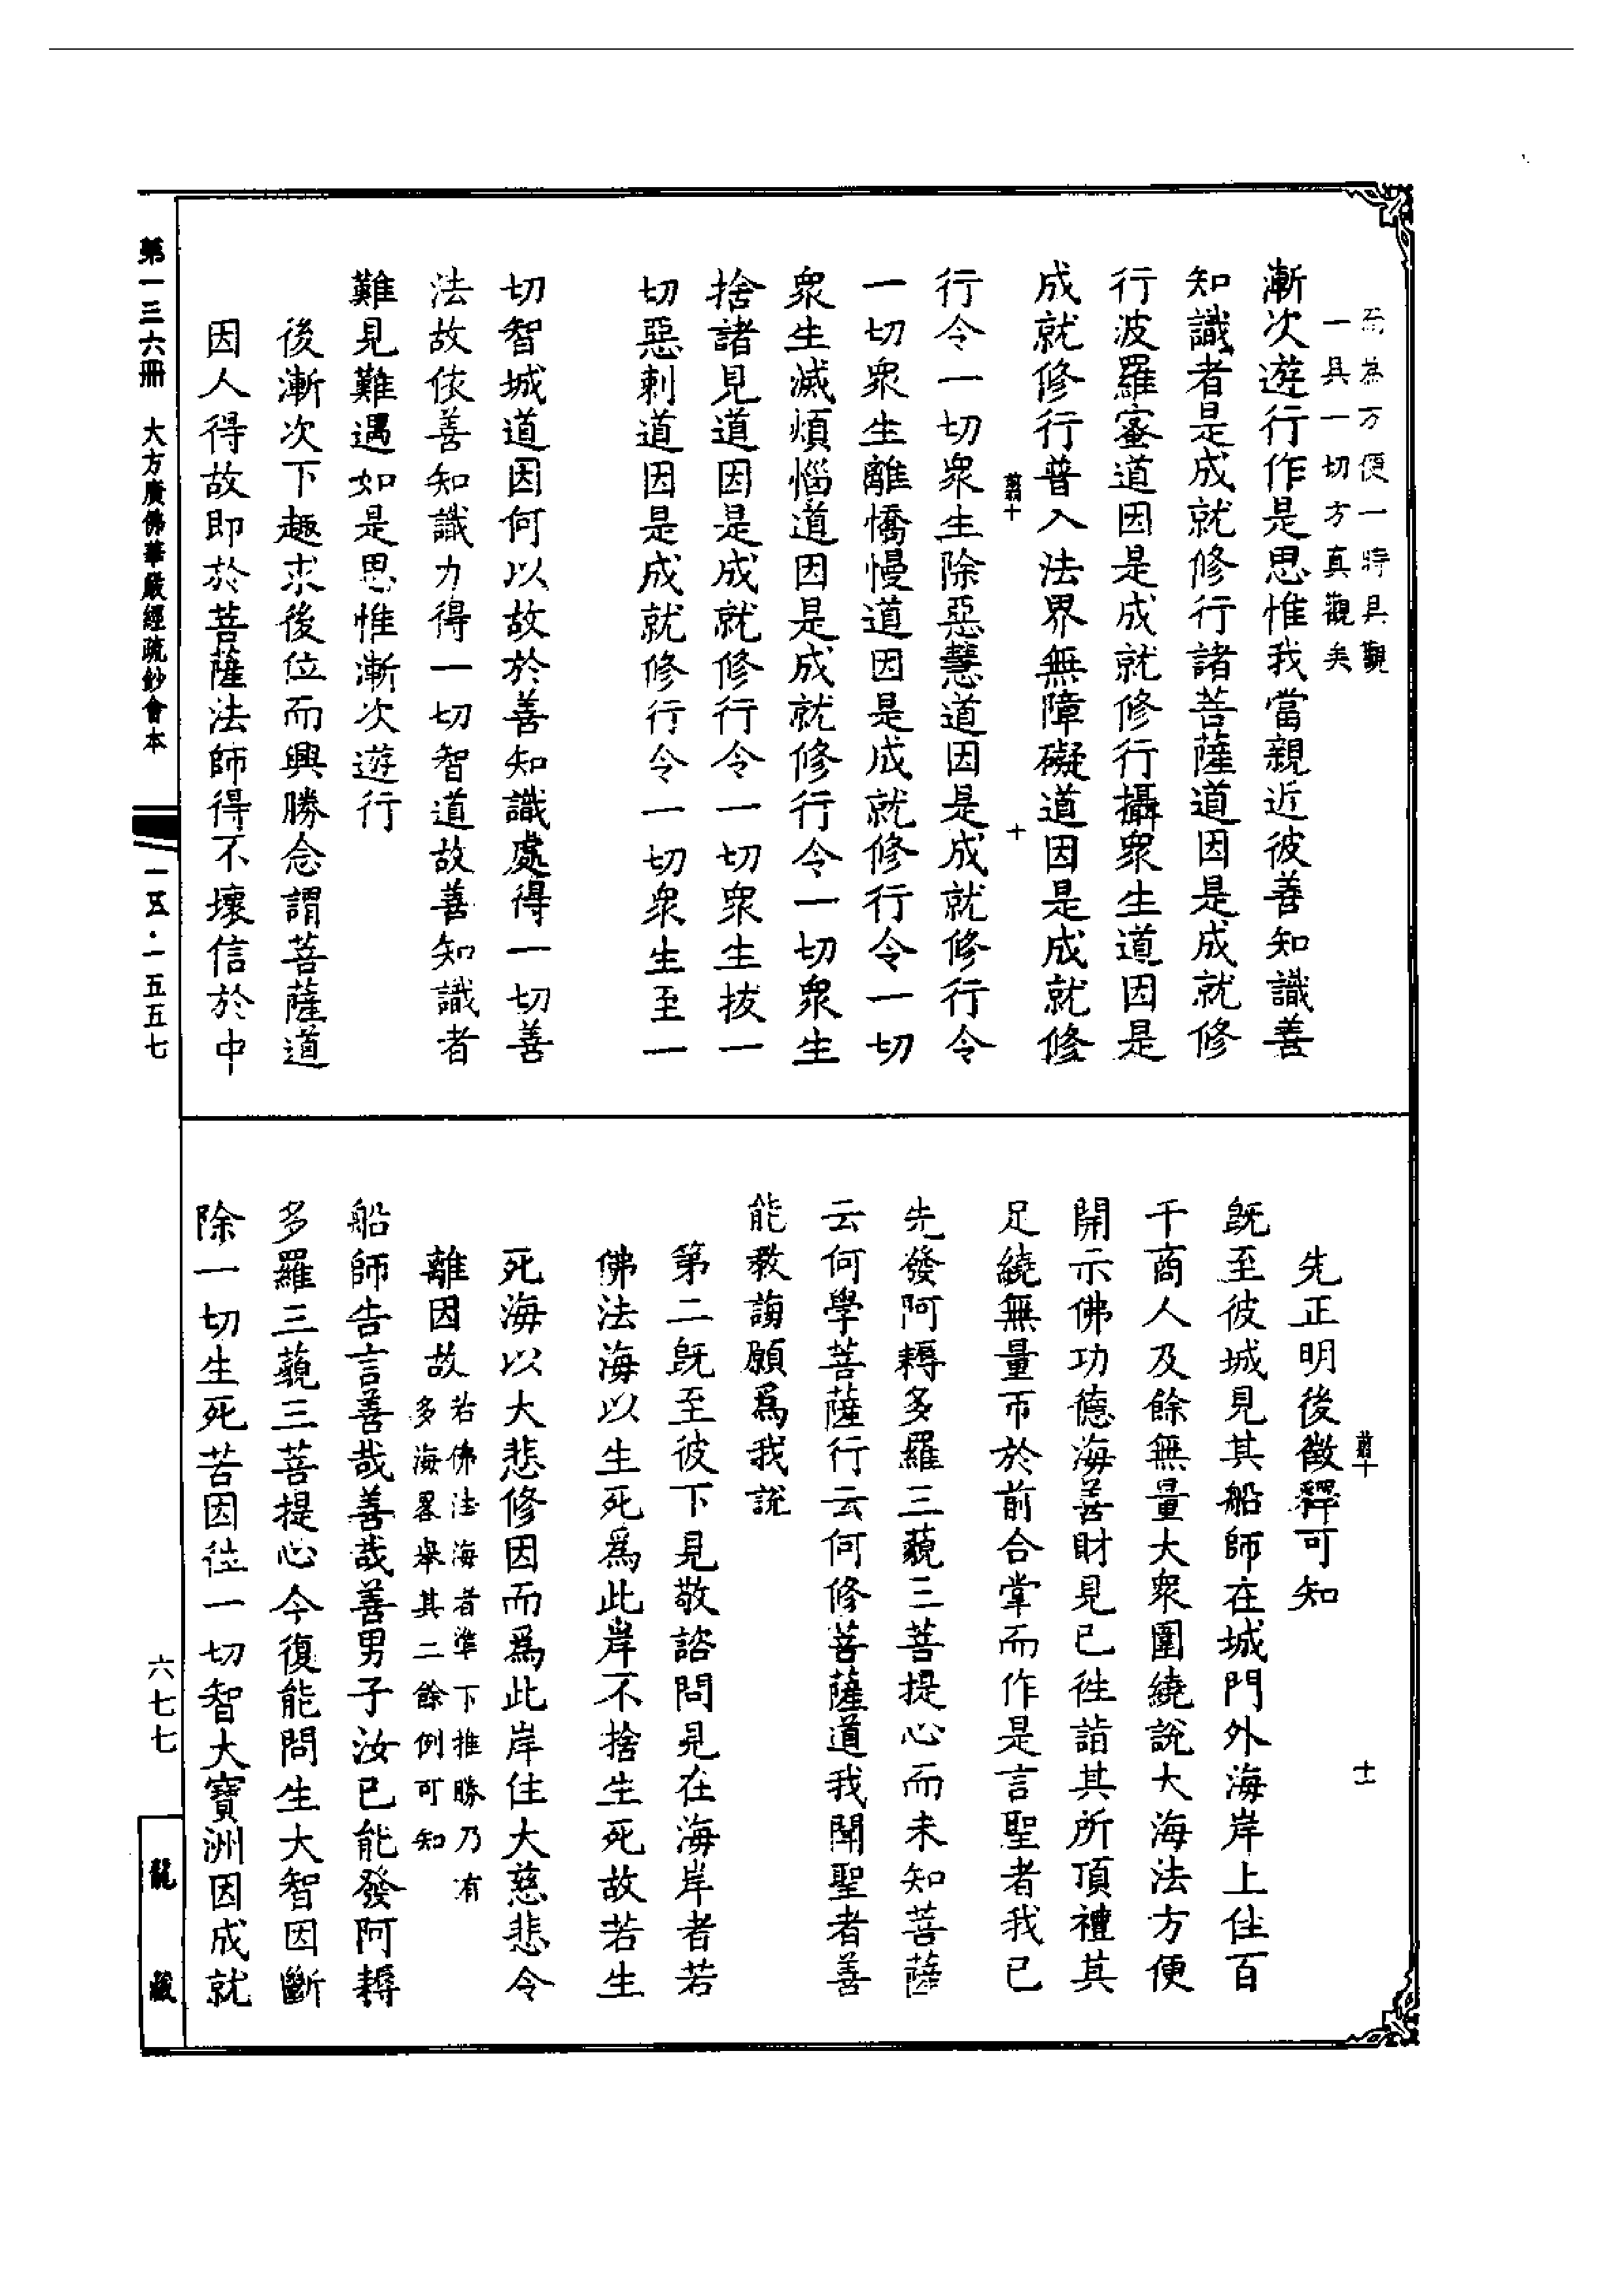 而為万便一時具觀
一具一切方真觀矣
漸次遊行作是思惟我當親近彼善知識善
知識者是成就修行諸菩薩道因是成就修
行波羅蜜道因是成就修行攝衆生道因是
成就修行普入法界無障礙道因是成就修
行令一切衆生除惡慧道因是成就修行令
十
一切衆生離憍慢道因是成就修行令一切
衆生滅煩惱道因是成就修行令一切衆生
捨諸見道因是成就修行令一切衆生拔一
切惡刺道因是成就修行令一切衆生至一
切智城道因何以故於善知識處得一切善
法故依善知識力得一切智道故善知識者
難見難遇如是思惟漸次遊行
後漸次下趣求後位而興勝念謂菩薩道
因人得故即於菩薩法師得不壞信於中
先正明後徵釋可知
十一
既至彼城見其船師在城門外海岸上住百
千商人及餘無量大衆圍繞說大海法方便
開示佛功德海善財見已徃詣其所頂禮其
足繞無量帀於前合掌而作是言聖者我已
先發阿耨多羅三藐三菩提心而未知菩薩
云何學菩薩行云何修菩薩道我聞聖者善
能教誨願爲我說
第二既至彼下見敬諮問見在海岸者若
佛法海以生死爲此岸不捨生死故若生
死海以大悲修因而爲此岸住大慈悲令
離因故若佛法海者準下推勝乃有
多海畧舉其二餘例可知
船師告言善哉善哉善男子汝已能發阿耨
多羅三藐三菩提心今復能問生大智因斷
除一切生死苦因徃一切智大寶洲因成就
第一三六冊 大方廣佛華嚴經疏鈔會本
一五五·一五五七
六七七
龍藏